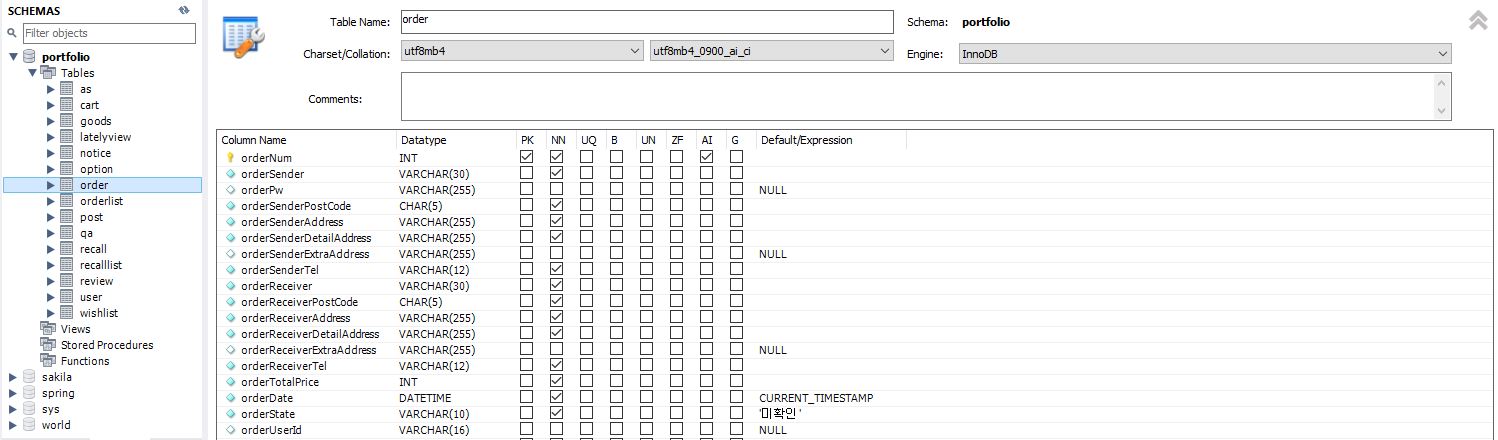 SCHEMAS
Filter objects
portfolio
Tables
as
cart
goods
latelyview
notice
option
order
orderlist
post
qa
recall
recalllist
review
user
wishlist
Views
Stored Procedures
Functions
sakila
spring
sys
world
Table Name: order Schema: portfolio
Charset/Collation: utf8mb4 utf8mb4_0900_ai_ci Engine: InnoDB
Comments:
Column Name Datatype PK NN UQ B UN ZF AI G Default/Expression
orderNum INT
orderSender VARCHAR(30)
orderPw VARCHAR(255) NULL
orderSenderPostCode CHAR(5)
orderSenderAddress VARCHAR(255)
orderSenderDetailAddress VARCHAR(255)
orderSenderExtraAddress VARCHAR(255) NULL
orderSenderTel VARCHAR(12)
orderReceiver VARCHAR(30)
orderReceiverPostCode CHAR(5)
orderReceiverAddress VARCHAR(255)
orderReceiverDetailAddress VARCHAR(255)
orderReceiverExtraAddress VARCHAR(255) NULL
orderReceiverTel VARCHAR(12)
orderTotalPrice INT
orderDate DATETIME CURRENT_TIMESTAMP
orderState VARCHAR(10) '미확인'
orderUserId VARCHAR(16) NULL